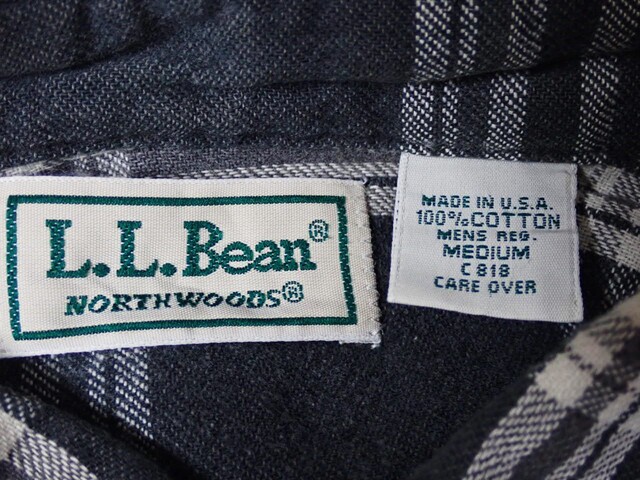 L.L.Bean®
NORTHWOODS®
MADE IN U.S.A.
100% COTTON
MENS REG.
MEDIUM
C 818
CARE OVER